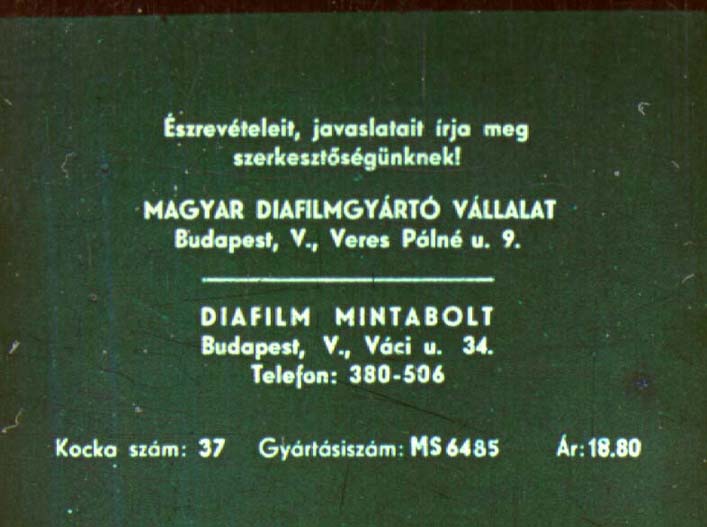 Észrevételeit, javaslatait írja meg
szerkesztőségünknek!
MAGYAR DIAFILMGYÁRTÓ VÁLLALAT
Budapest, V., Veres Pálné u. 9.
DIAFILM MINTABOLT
Budapest, V., Váci u. 34.
Telefon: 380-506
Kocka szám: 37 Gyártásiszám: MS 6485 Ár: 18.80